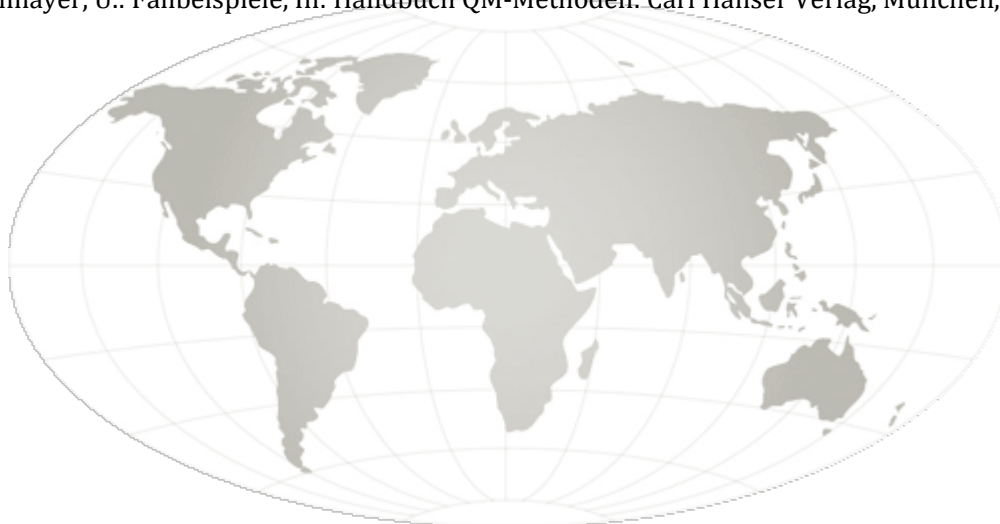 mayer, U.: Fallbeispiele, in: Handbuch QM-Methoden. Carl Hanser Verlag, München,